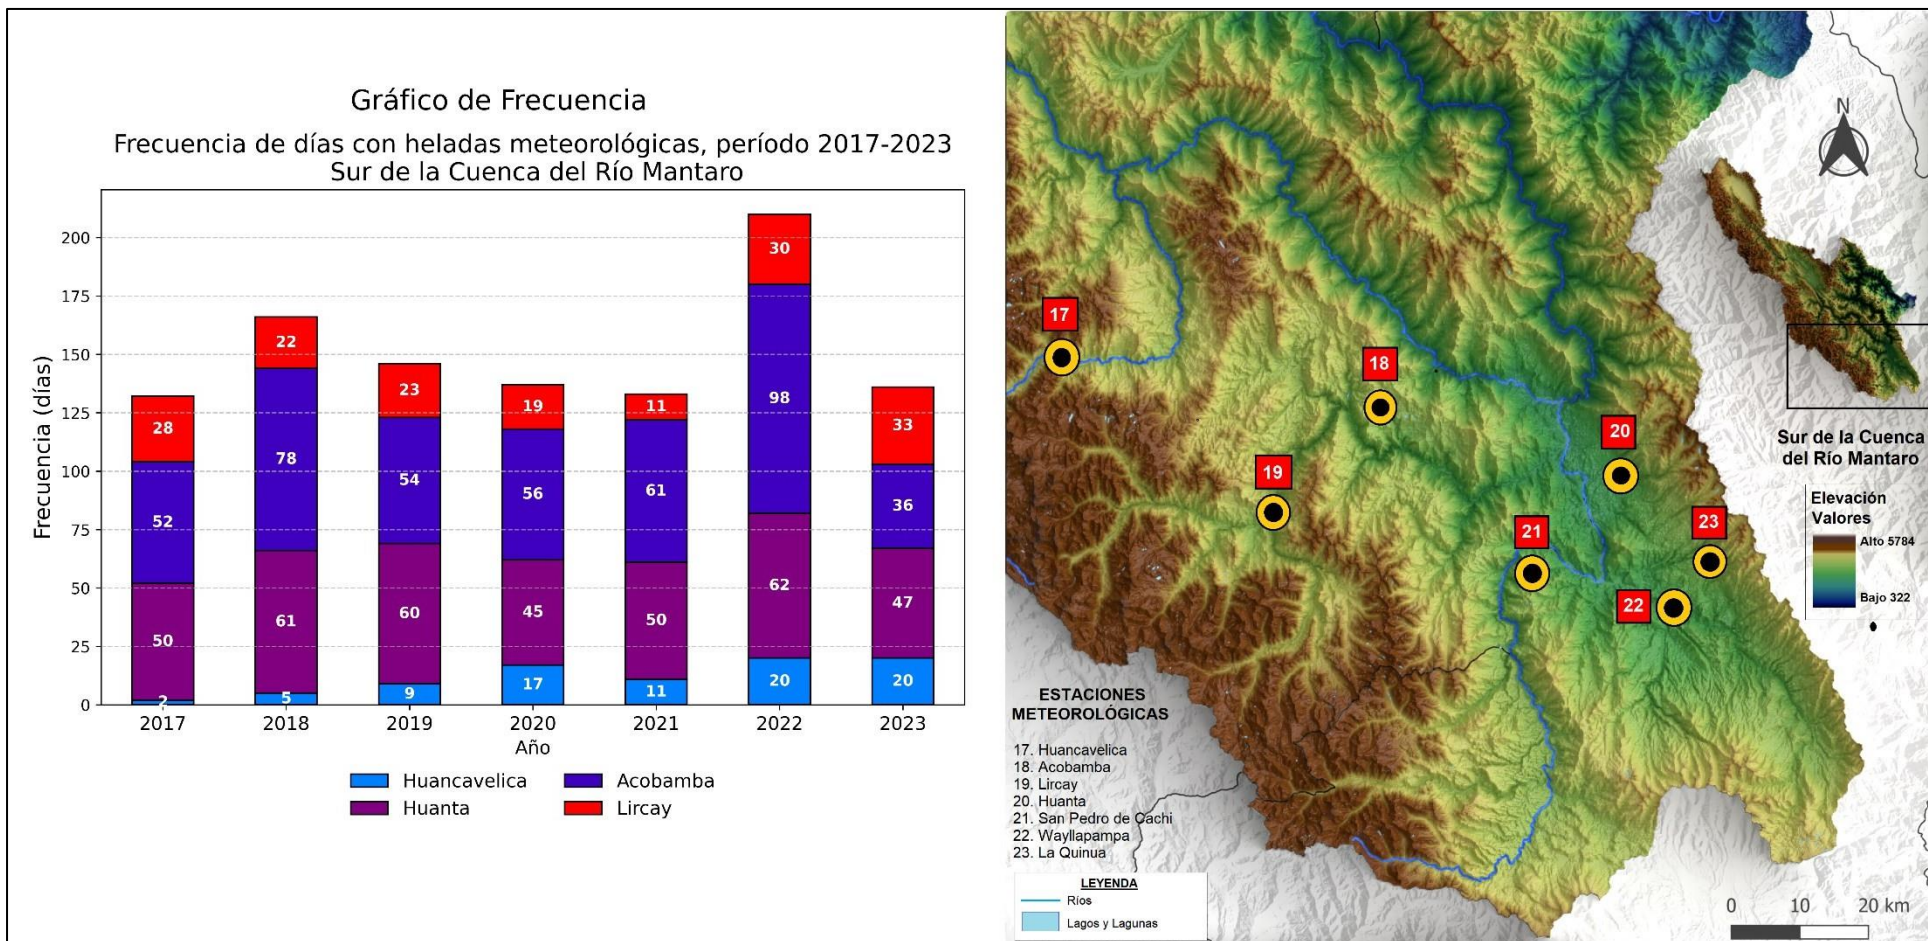 Gráfico de Frecuencia
Frecuencia de días con heladas meteorológicas, período 2017-2023
Sur de la Cuenca del Río Mantaro
Frecuencia (días)
200
175
150
125
100
75
50
25
0
28
52
50
2
22
78
61
5
23
54
60
9
19
56
45
17
11
61
50
11
30
98
62
20
33
36
47
20
2017 2018 2019 2020 2021 2022 2023
Año
Huancavelica Acobamba
Huanta Lircay
N
17
18
19
20
21
22
23
Sur de la Cuenca
del Río Mantaro
Elevación
Valores
Alto 5784
Bajo 322
ESTACIONES
METEOROLÓGICAS
17. Huancavelica
18. Acobamba
19. Lircay
20. Huanta
21. San Pedro de Cachi
22. Wayllapampa
23. La Quinua
LEYENDA
Ríos
Lagos y Lagunas
0 10 20 km